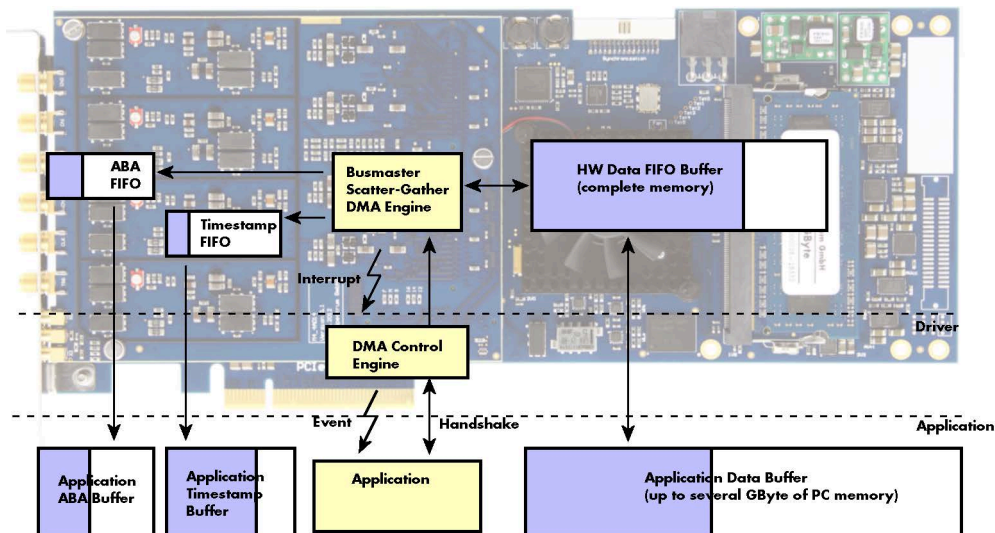 Synchronization
ABA
FIFO
Busmaster
Scatter-Gather
DMA Engine
HW Data FIFO Buffer
(complete memory)
Timestamp
FIFO
Interrupt
Driver
DMA Control
Engine
PCI
Event
Handshake
Application
Application
ABA Buffer
Application
Timestamp
Buffer
Application
Application Data Buffer
(up to several GByte of PC memory)